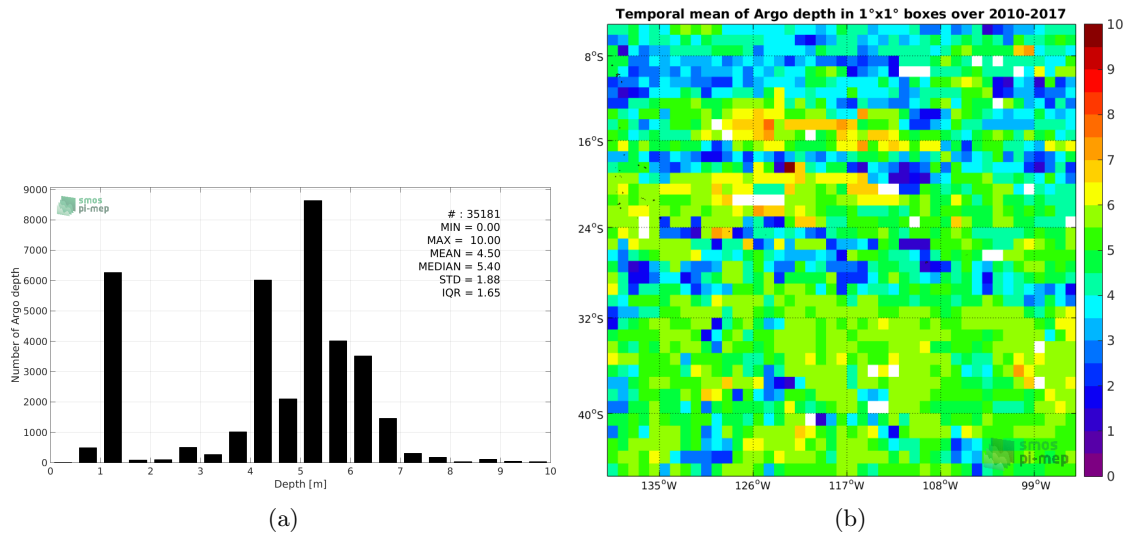 Temporal mean of Argo depth in 1°x1° boxes over 2010-2017
9000
8000
7000
6000
5000
4000
3000
2000
1000
0
Number of Argo depth
smos
pi-mep
# : 35181
MIN = 0.00
MAX = 10.00
MEAN = 4.50
MEDIAN = 5.40
STD = 1.88
IQR = 1.65
0 1 2 3 4 5 6 7 8 9 10
Depth [m]
(a)
8°S
16°S
24°S
32°S
40°S
135°W 126°W 117°W 108°W 99°W
smos
pi-mep
10
9
8
7
6
5
4
3
2
1
0
(b)